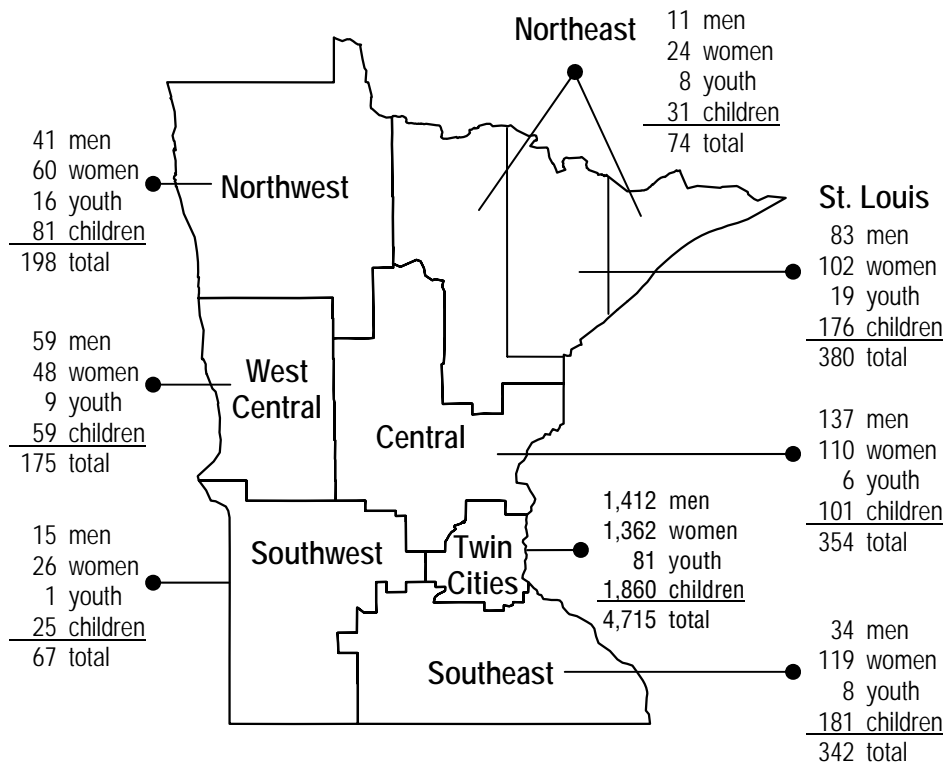 Northeast
11 men
24 women
8 youth
31 children
74 total
41 men
60 women
16 youth
81 children
198 total
Northwest
St. Louis
83 men
102 women
19 youth
176 children
380 total
59 men
48 women
9 youth
59 children
175 total
West
Central
Central
137 men
110 women
6 youth
101 children
354 total
15 men
26 women
1 youth
25 children
67 total
Southwest
Twin
Cities
1,412 men
1,362 women
81 youth
1,860 children
4,715 total
Southeast
34 men
119 women
8 youth
181 children
342 total